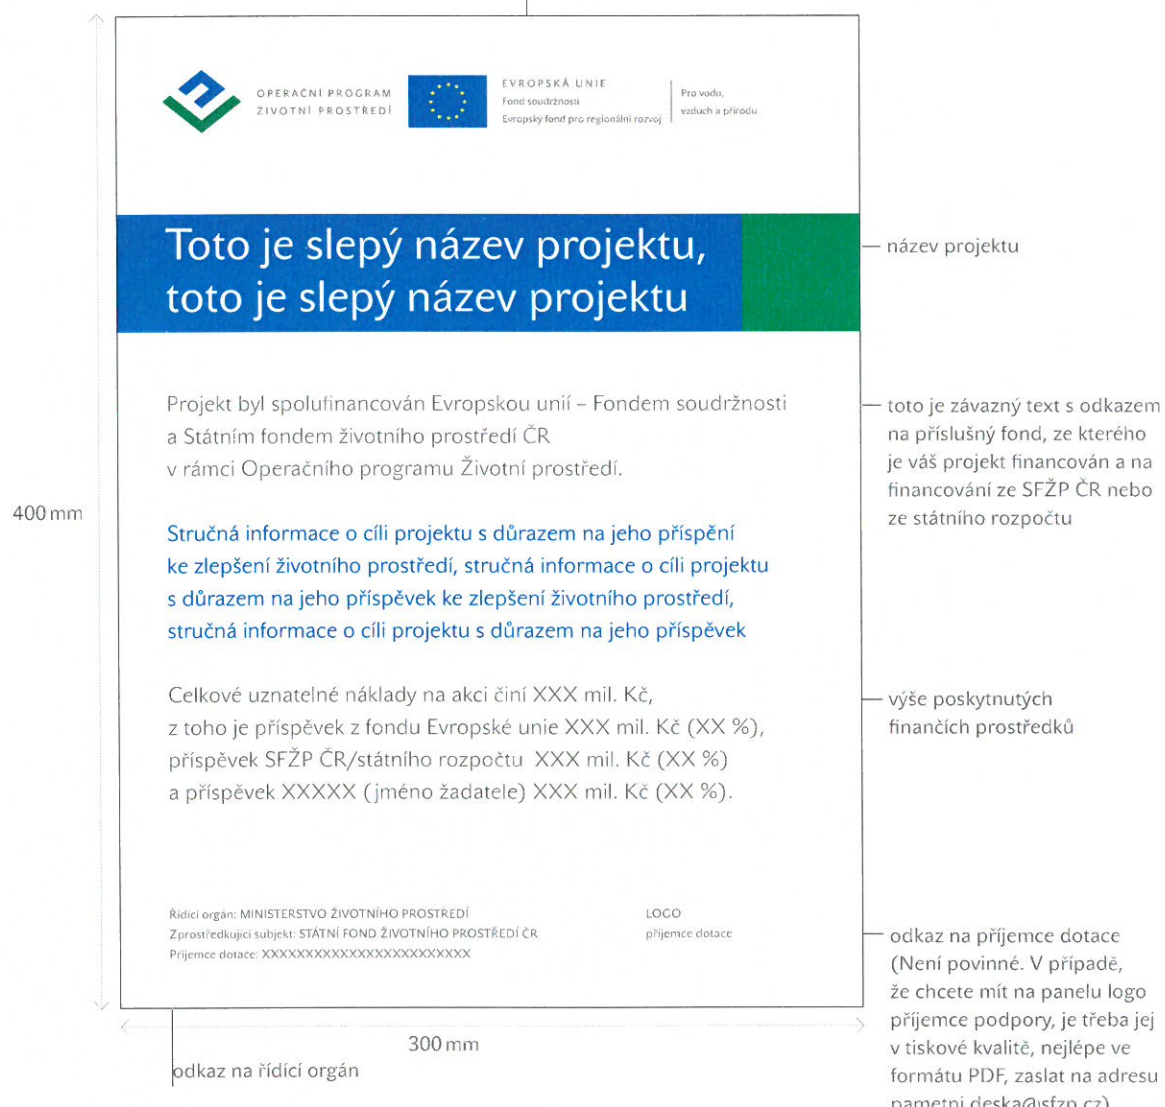 OPERAČNÍ PROGRAM
ŽIVOTNÍ PROSTŘEDÍ
EVROPSKÁ UNIE
Fond soudržnosti
Evropský fond pro regionální rozvoj
Pro vodu,
vzduch a přírodu
Toto je slepý název projektu,
toto je slepý název projektu
název projektu
Projekt byl spolufinancován Evropskou unií – Fondem soudržnosti
a Státním fondem životního prostředí ČR
v rámci Operačního programu Životní prostředí.
toto je závazný text s odkazem
na příslušný fond, ze kterého
je váš projekt financován a na
financování ze SFŽP ČR nebo
ze státního rozpočtu
400 mm
Stručná informace o cíli projektu s důrazem na jeho příspění
ke zlepšení životního prostředí, stručná informace o cíli projektu
s důrazem na jeho příspěvek ke zlepšení životního prostředí,
stručná informace o cíli projektu s důrazem na jeho příspěvek
Celkové uznatelné náklady na akci činí XXX mil. Kč,
z toho je příspěvek z fondu Evropské unie XXX mil. Kč (XX %),
příspěvek SFŽP ČR/státního rozpočtu XXX mil. Kč (XX %)
a příspěvek XXXXX (jméno žadatele) XXX mil. Kč (XX %).
výše poskytnutých
finančích prostředků
Řídící orgán: MINISTERSTVO ŽIVOTNÍHO PROSTŘEDÍ
Zprostředkující subjekt: STÁTNÍ FOND ŽIVOTNÍHO PROSTŘEDÍ ČR
Příjemce dotace: XXXXXXXXXXXXXXXXXXXXXXXX
LOGO
příjemce dotace
odkaz na příjemce dotace
(Není povinné. V případě,
že chcete mít na panelu logo
příjemce podpory, je třeba jej
v tiskové kvalitě, nejlépe ve
formátu PDF, zaslat na adresu
pametni.deska@sfzp.cz)
300 mm
odkaz na řídící orgán